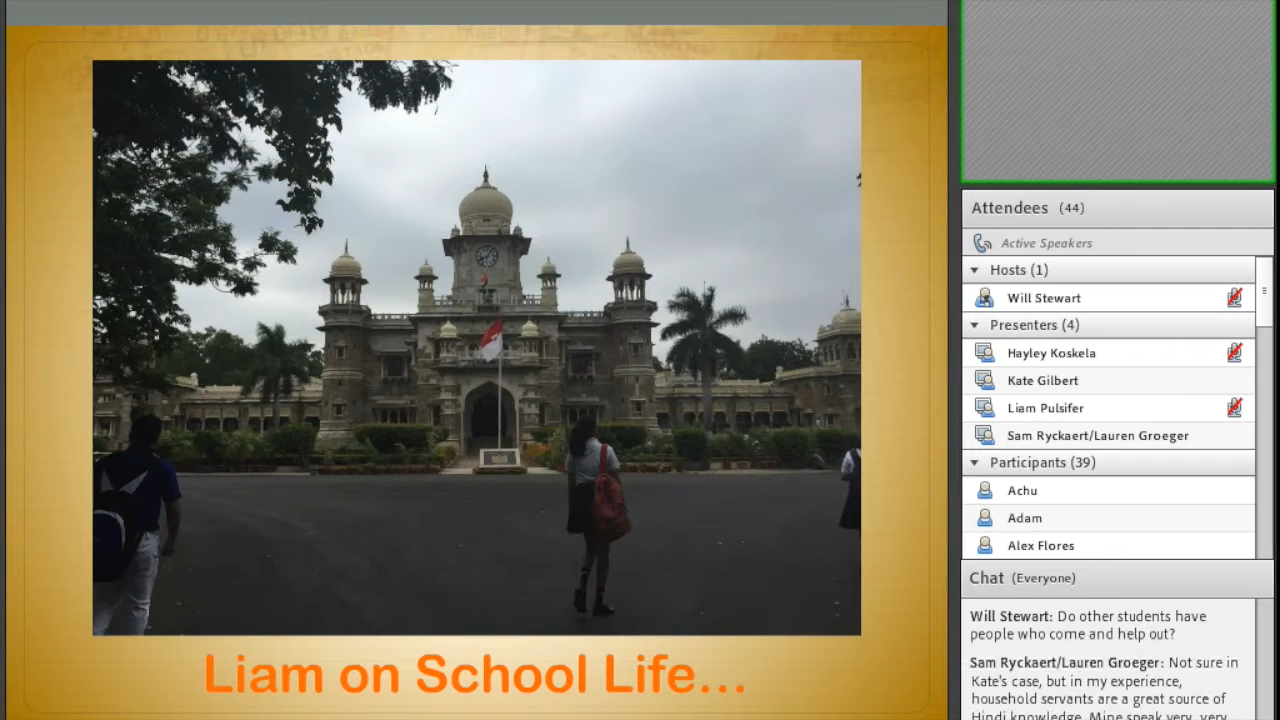 Liam on School Life...
Attendees (44)
Active Speakers
Hosts (1)
Will Stewart
Presenters (4)
Hayley Koskela
Kate Gilbert
Liam Pulsifer
Sam Ryckaert/Lauren Groeger
Participants (39)
Achu
Adam
Alex Flores
Chat (Everyone)
Will Stewart: Do other students have
people who come and help out?
Sam Ryckaert/Lauren Groeger: Not sure in
Kate's case, but in my experience,
household servants are a great source of
Hindi knowledge. Mine speak very, very